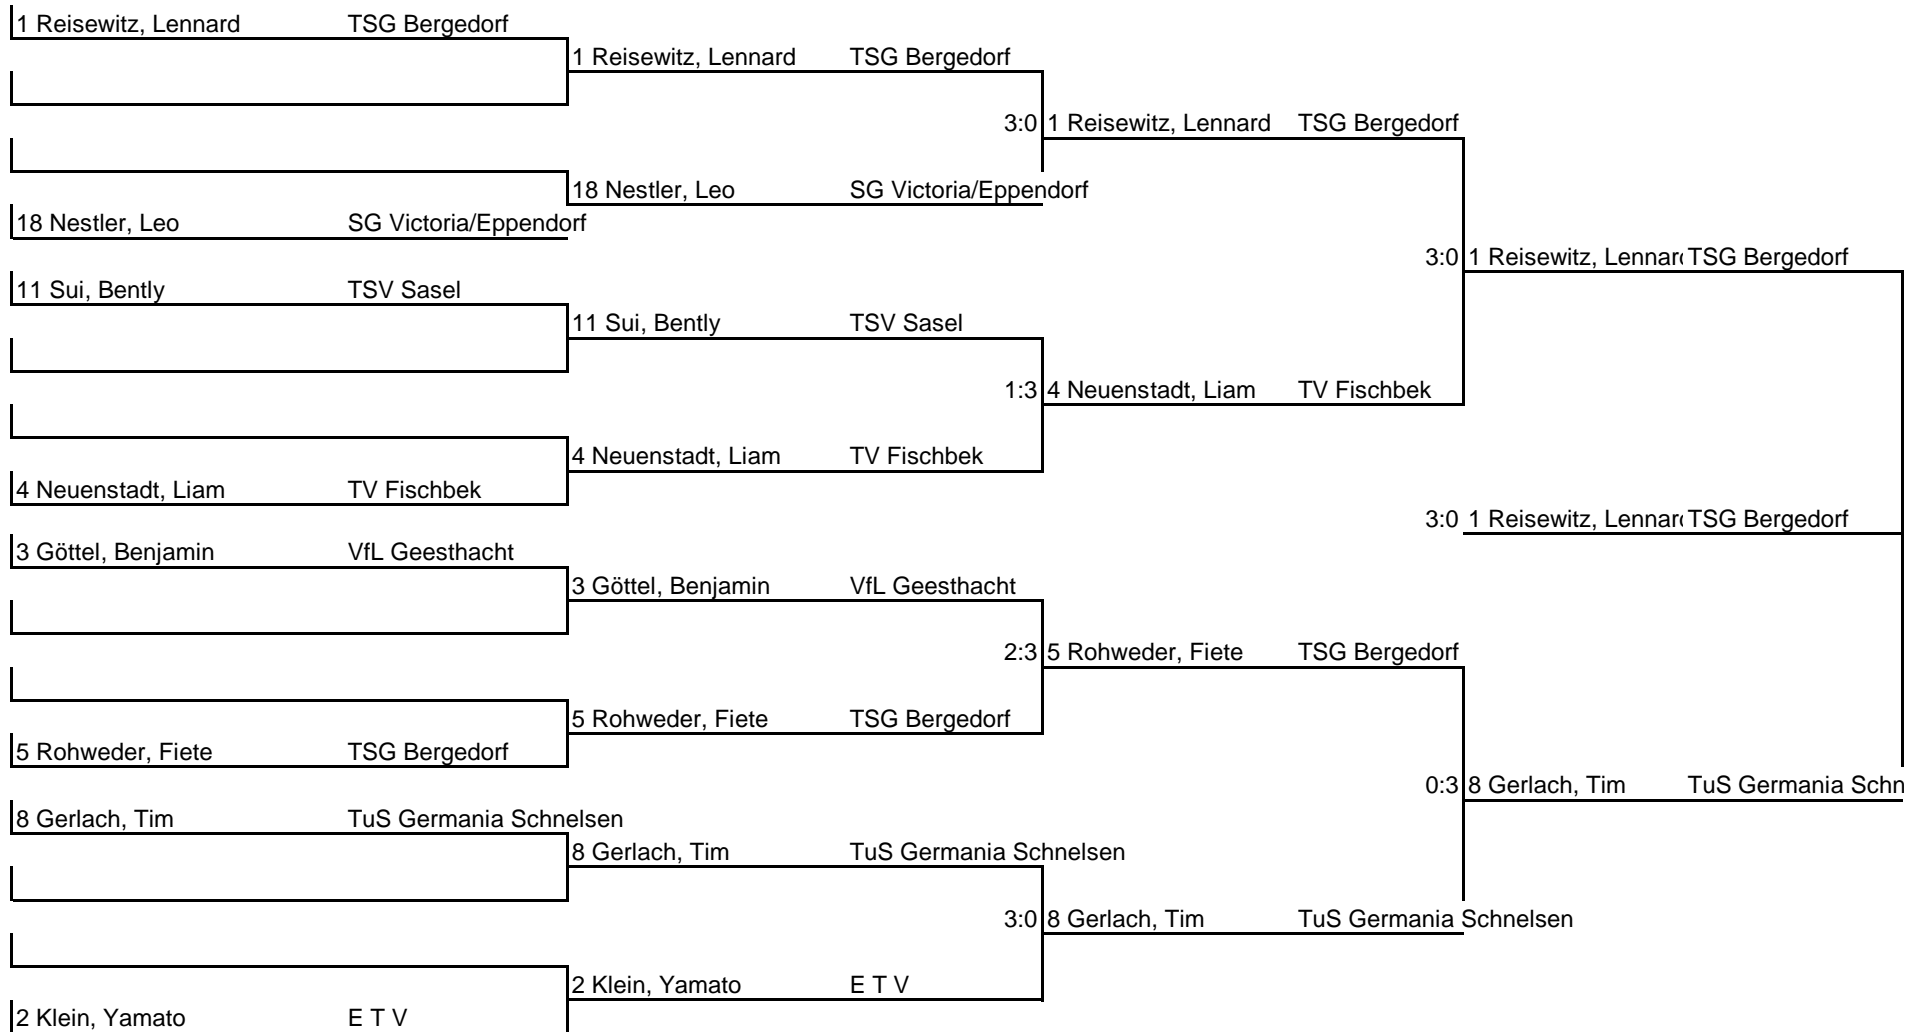 1 Reisewitz, Lennard TSG Bergedorf
1 Reisewitz, Lennard TSG Bergedorf
3:0 1 Reisewitz, Lennard TSG Bergedorf
18 Nestler, Leo SG Victoria/Eppendorf
18 Nestler, Leo SG Victoria/Eppendorf
3:0 1 Reisewitz, Lennar TSG Bergedorf
11 Sui, Bently TSV Sasel
11 Sui, Bently TSV Sasel
1:3 4 Neuenstadt, Liam TV Fischbek
4 Neuenstadt, Liam TV Fischbek
4 Neuenstadt, Liam TV Fischbek
3:0 1 Reisewitz, Lennar TSG Bergedorf
3 Göttel, Benjamin VfL Geesthacht
3 Göttel, Benjamin VfL Geesthacht
2:3 5 Rohweder, Fiete TSG Bergedorf
5 Rohweder, Fiete TSG Bergedorf
5 Rohweder, Fiete TSG Bergedorf
0:3 8 Gerlach, Tim TuS Germania Schn
8 Gerlach, Tim TuS Germania Schnelsen
8 Gerlach, Tim TuS Germania Schnelsen
3:0 8 Gerlach, Tim TuS Germania Schnelsen
2 Klein, Yamato E T V
2 Klein, Yamato E T V